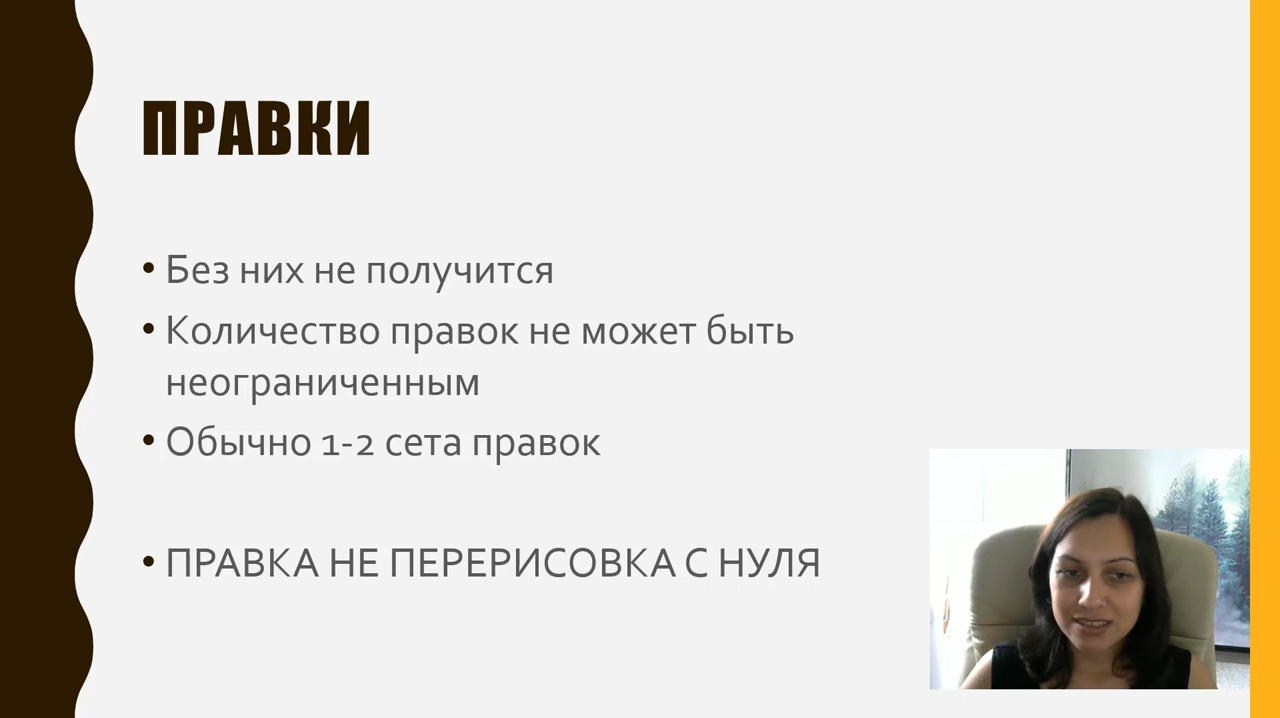 ПРАВКИ
• Без них не получится
• Количество правок не может быть
неограниченным
• Обычно 1-2 сета правок
• ПРАВКА НЕ ПЕРЕРИСОВКА С НУЛЯ